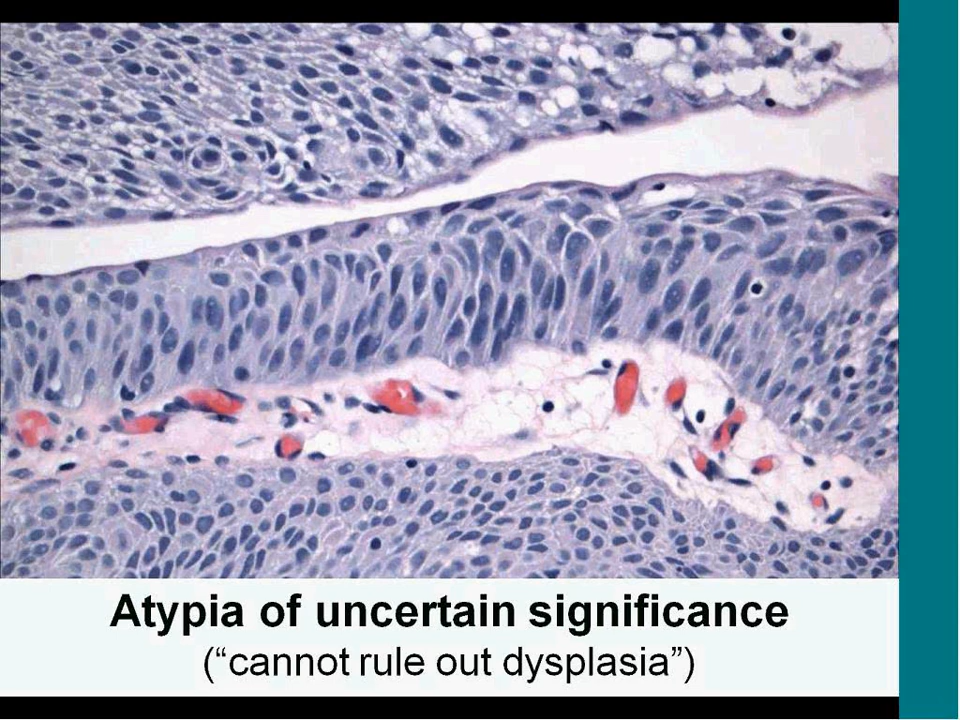 Atypia of uncertain significance
(“cannot rule out dysplasia”)